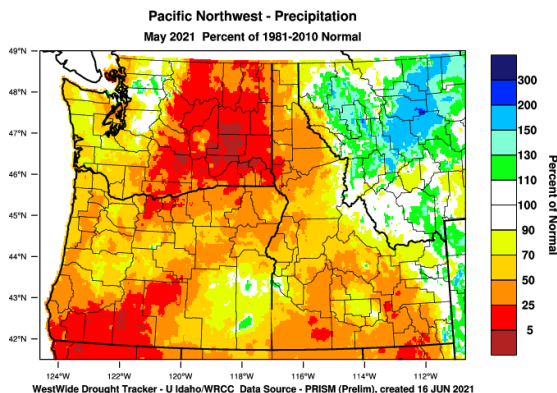 Pacific Northwest - Precipitation
May 2021 Percent of 1981-2010 Normal
49°N
48°N
47°N
46°N
45°N
44°N
43°N
42°N
124°W 122°W 120°W 118°W 116°W 114°W 112°W
300
200
150
130
110
100
90
70
50
25
5
Percent of Normal
WestWide Drought Tracker - U Idaho/WRCC Data Source - PRISM (Prelim), created 16 JUN 2021